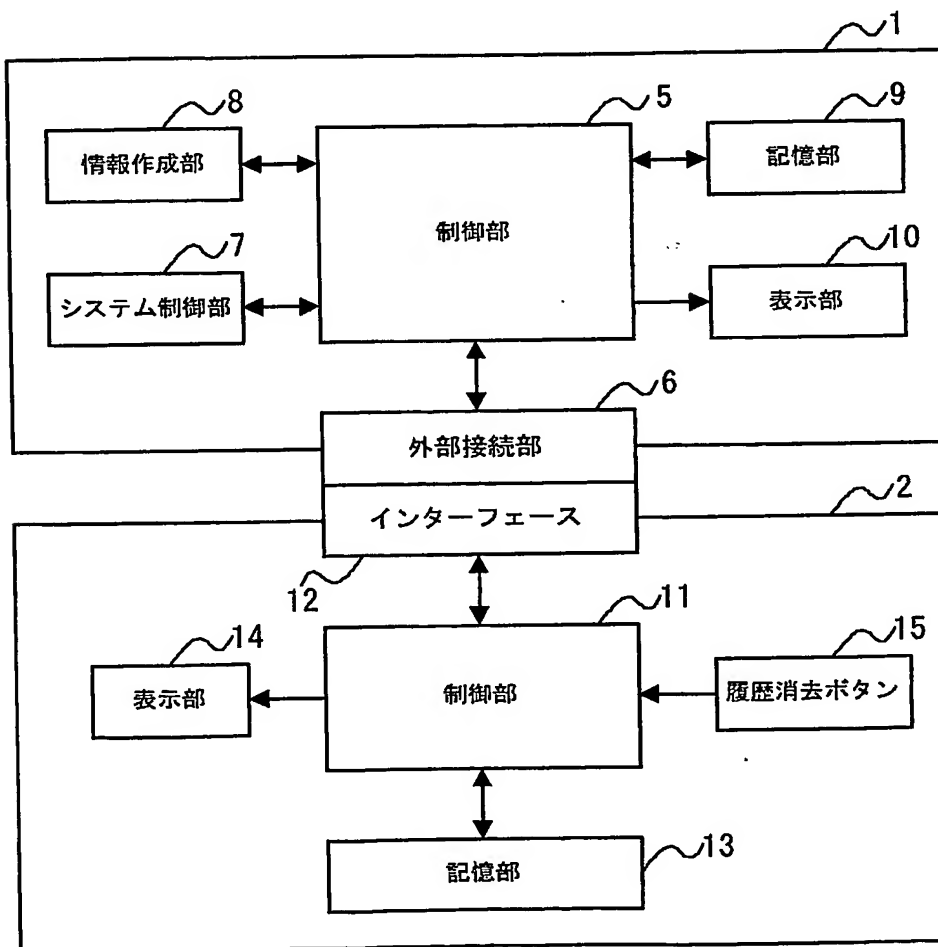 1
8
5
9
情報作成部
記憶部
制御部
7
10
システム制御部
表示部
6
外部接続部
2
インターフェース
12
11
14
15
表示部
制御部
履歴消去ボタン
13
記憶部